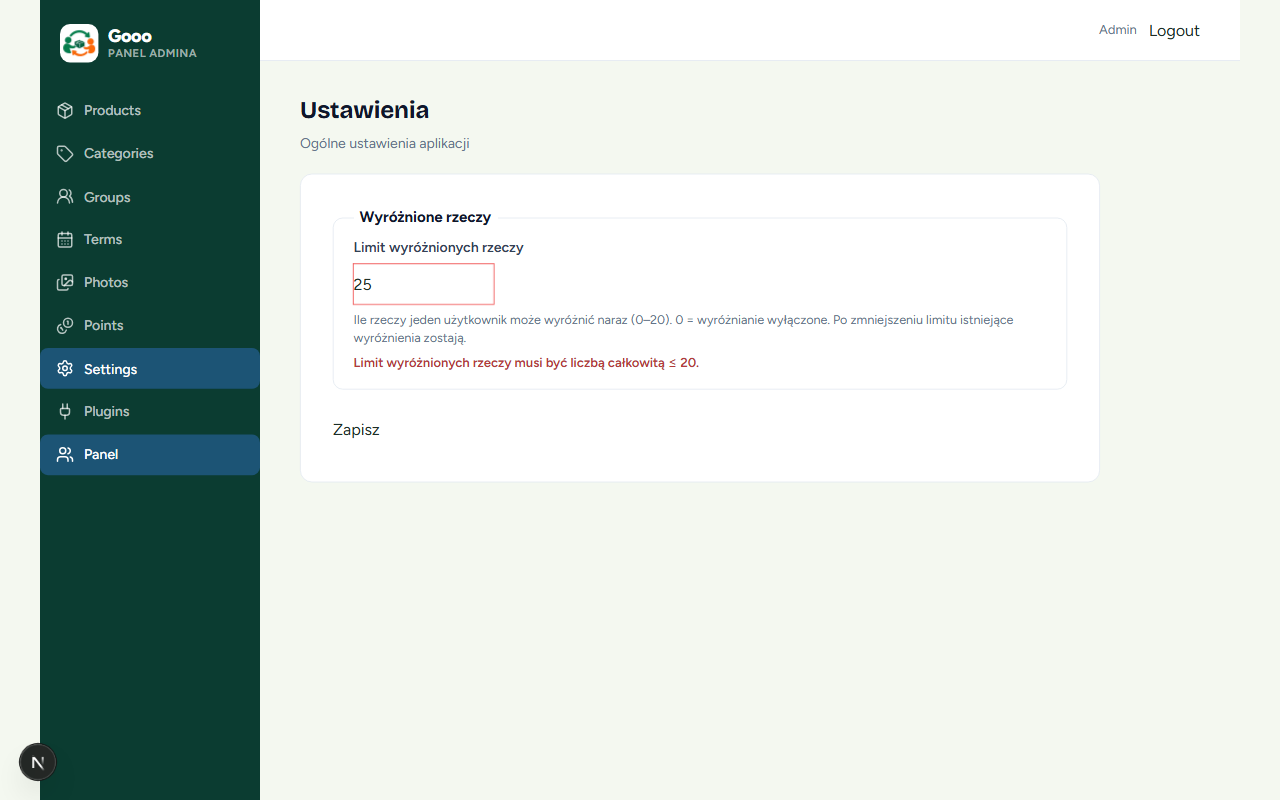 Gooo
PANEL ADMINA
Admin
Logout
Products
Categories
Groups
Terms
Photos
Points
Settings
Plugins
Panel
Ustawienia
Ogólne ustawienia aplikacji
Wyróżnione rzeczy
Limit wyróżnionych rzeczy
25
Ile rzeczy jeden użytkownik może wyróżnić naraz (0–20). 0 = wyróżnianie wyłączone. Po zmniejszeniu limitu istniejące
wyróżnienia zostają.
Limit wyróżnionych rzeczy musi być liczbą całkowitą ≤ 20.
Zapisz
N